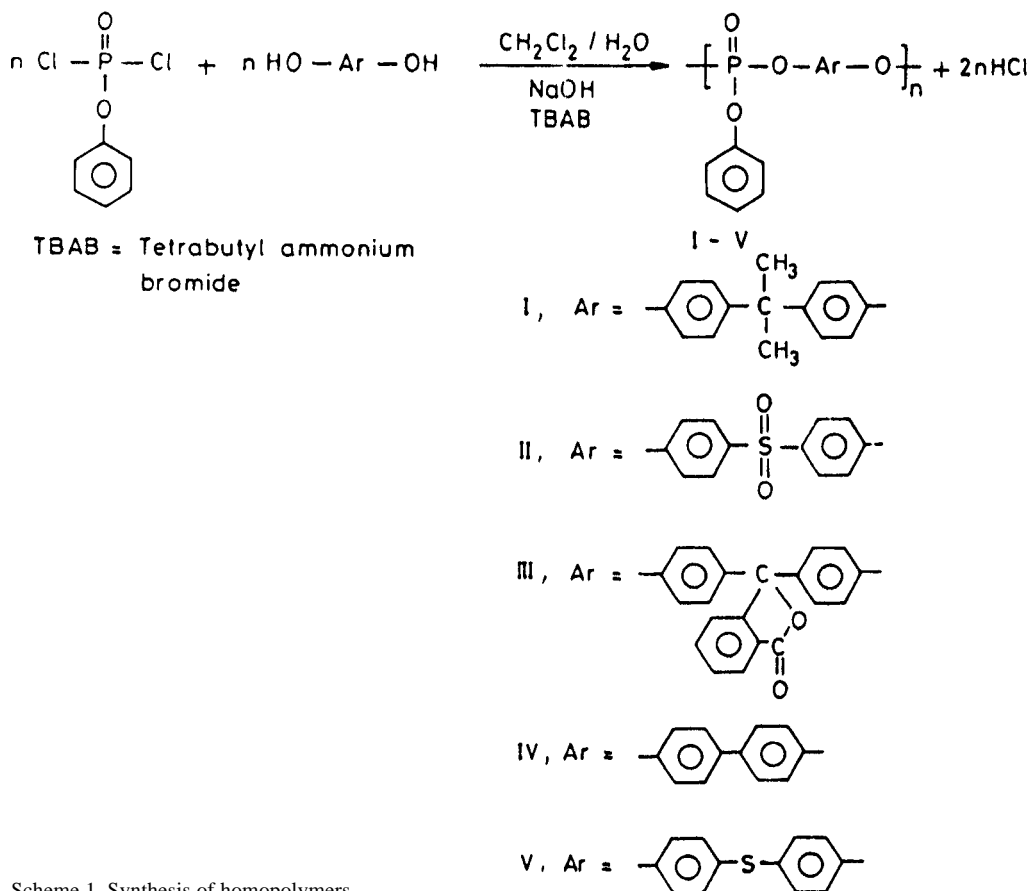 O
n Cl—P—Cl + n HO—Ar—OH CH2Cl2 / H2O NaOH TBAB [P—O—Ar—O]n + 2nHCl
O
O
O
TBAB = Tetrabutyl ammonium
bromide
I - V
CH3
I, Ar = C
CH3
O
II, Ar = S
O
III, Ar = C
O
C
O
IV, Ar =
V, Ar = S
Scheme 1. Synthesis of homopolymers